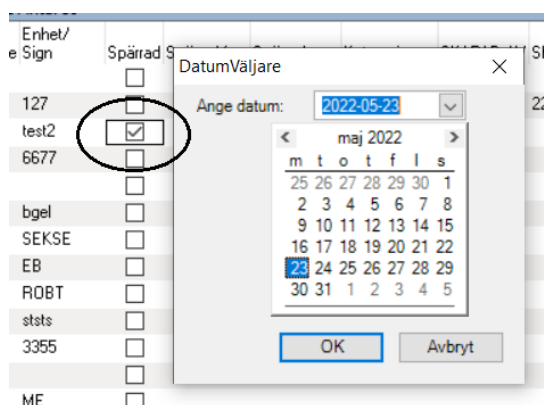 Enhet/
e Sign Spärrad
127
test2
6677
bgel
SEKSE
EB
ROBT
ststs
3355
ME
DatumVäljare
Ange datum: 2022-05-23
maj 2022
m t o t f l s
25 26 27 28 29 30 1
2 3 4 5 6 7 8
9 10 11 12 13 14 15
16 17 18 19 20 21 22
23 24 25 26 27 28 29
30 31 1 2 3 4 5
OK Avbryt